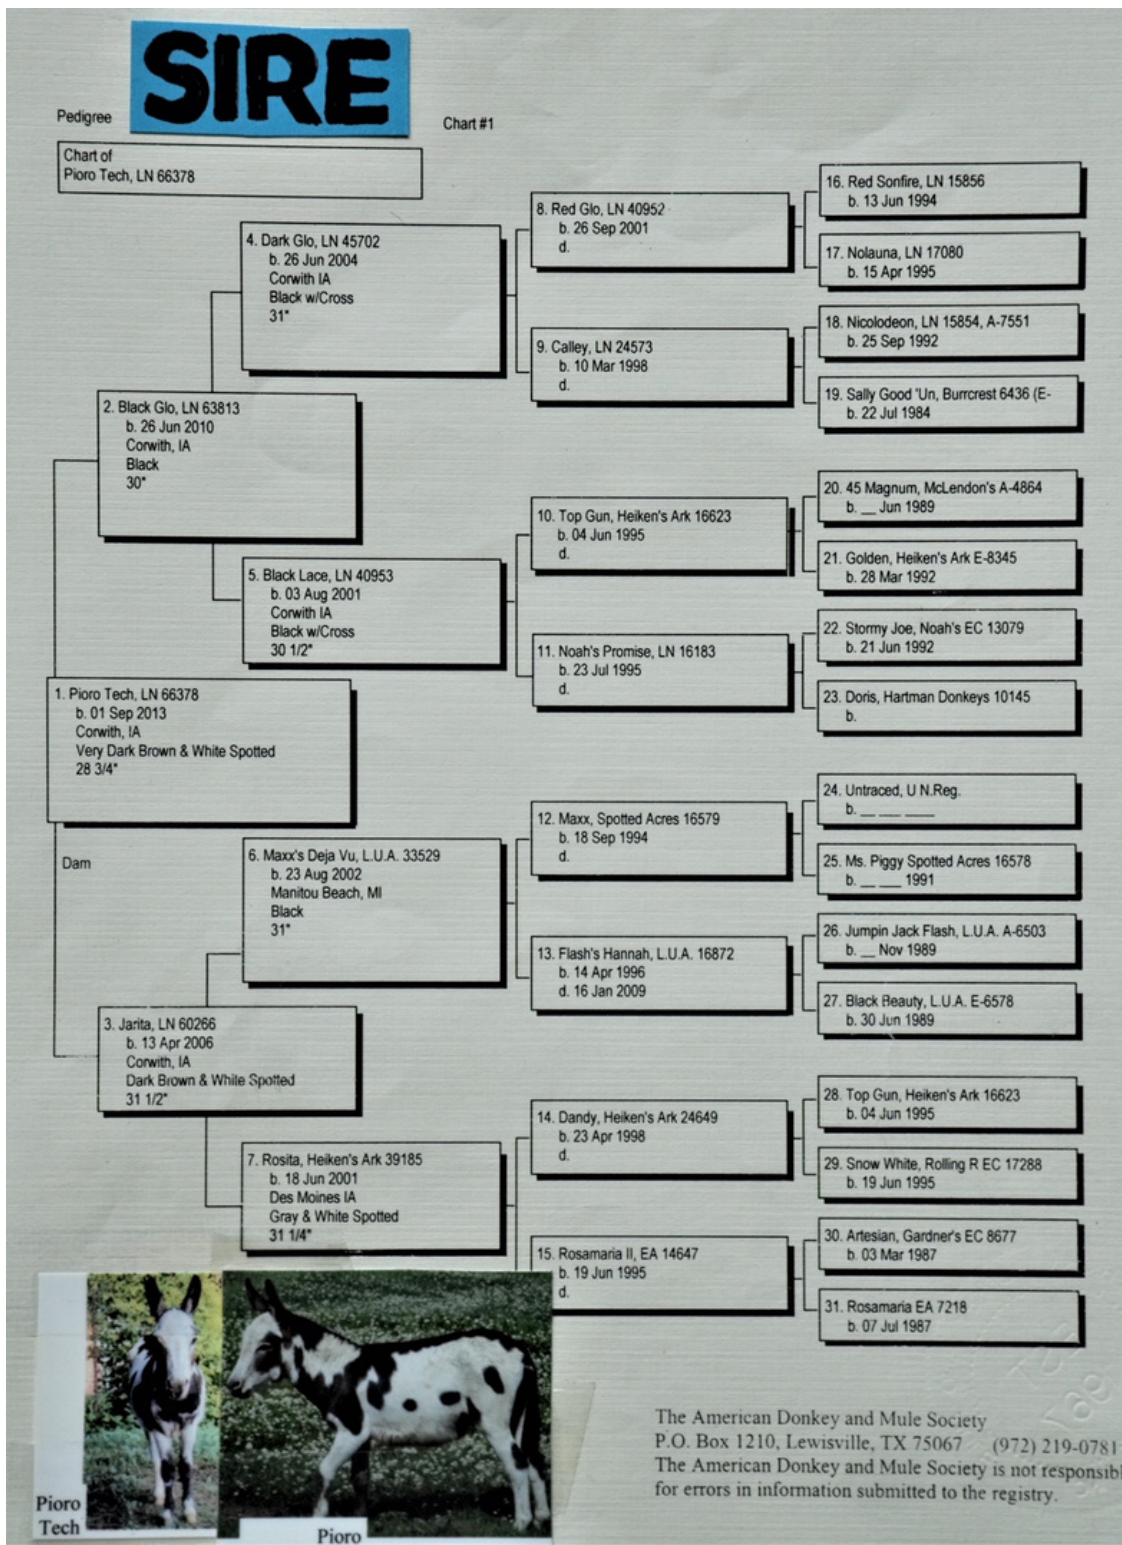 SIRE
Pedigree
Chart #1
Chart of
Pioro Tech, LN 66378
16. Red Sonfire, LN 15856
b. 13 Jun 1994
8. Red Glo, LN 40952
b. 26 Sep 2001
d.
17. Nolauna, LN 17080
b. 15 Apr 1995
4. Dark Glo, LN 45702
b. 26 Jun 2004
Corwith IA
Black w/Cross
31"
18. Nicolodeon, LN 15854, A-7551
b. 25 Sep 1992
9. Calley, LN 24573
b. 10 Mar 1998
d.
19. Sally Good 'Un, Burrcrest 6436 (E-
b. 22 Jul 1984
2. Black Glo, LN 63813
b. 26 Jun 2010
Corwith, IA
Black
30"
20. 45 Magnum, McLendon's A-4864
b. __ Jun 1989
10. Top Gun, Heiken's Ark 16623
b. 04 Jun 1995
d.
21. Golden, Heiken's Ark E-8345
b. 28 Mar 1992
5. Black Lace, LN 40953
b. 03 Aug 2001
Corwith IA
Black w/Cross
30 1/2"
22. Stormy Joe, Noah's EC 13079
b. 21 Jun 1992
11. Noah's Promise, LN 16183
b. 23 Jul 1995
d.
23. Doris, Hartman Donkeys 10145
b.
1. Pioro Tech, LN 66378
b. 01 Sep 2013
Corwith, IA
Very Dark Brown & White Spotted
28 3/4"
24. Untraced, U N.Reg.
b. __ ___ ____
12. Maxx, Spotted Acres 16579
b. 18 Sep 1994
d.
25. Ms. Piggy Spotted Acres 16578
b. __ ___ 1991
Dam
6. Maxx's Deja Vu, L.U.A. 33529
b. 23 Aug 2002
Manitou Beach, MI
Black
31"
26. Jumpin Jack Flash, L.U.A. A-6503
b. __ Nov 1989
13. Flash's Hannah, L.U.A. 16872
b. 14 Apr 1996
d. 16 Jan 2009
27. Black Beauty, L.U.A. E-6578
b. 30 Jun 1989
3. Jarita, LN 60266
b. 13 Apr 2006
Corwith, IA
Dark Brown & White Spotted
31 1/2"
28. Top Gun, Heiken's Ark 16623
b. 04 Jun 1995
14. Dandy, Heiken's Ark 24649
b. 23 Apr 1998
d.
29. Snow White, Rolling R EC 17288
b. 19 Jun 1995
7. Rosita, Heiken's Ark 39185
b. 18 Jun 2001
Des Moines IA
Gray & White Spotted
31 1/4"
30. Artesian, Gardner's EC 8677
b. 03 Mar 1987
15. Rosamaria II, EA 14647
b. 19 Jun 1995
d.
31. Rosamaria EA 7218
b. 07 Jul 1987
The American Donkey and Mule Society
P.O. Box 1210, Lewisville, TX 75067 (972) 219-0781
The American Donkey and Mule Society is not responsibl
for errors in information submitted to the registry.
Pioro
Tech
Pioro